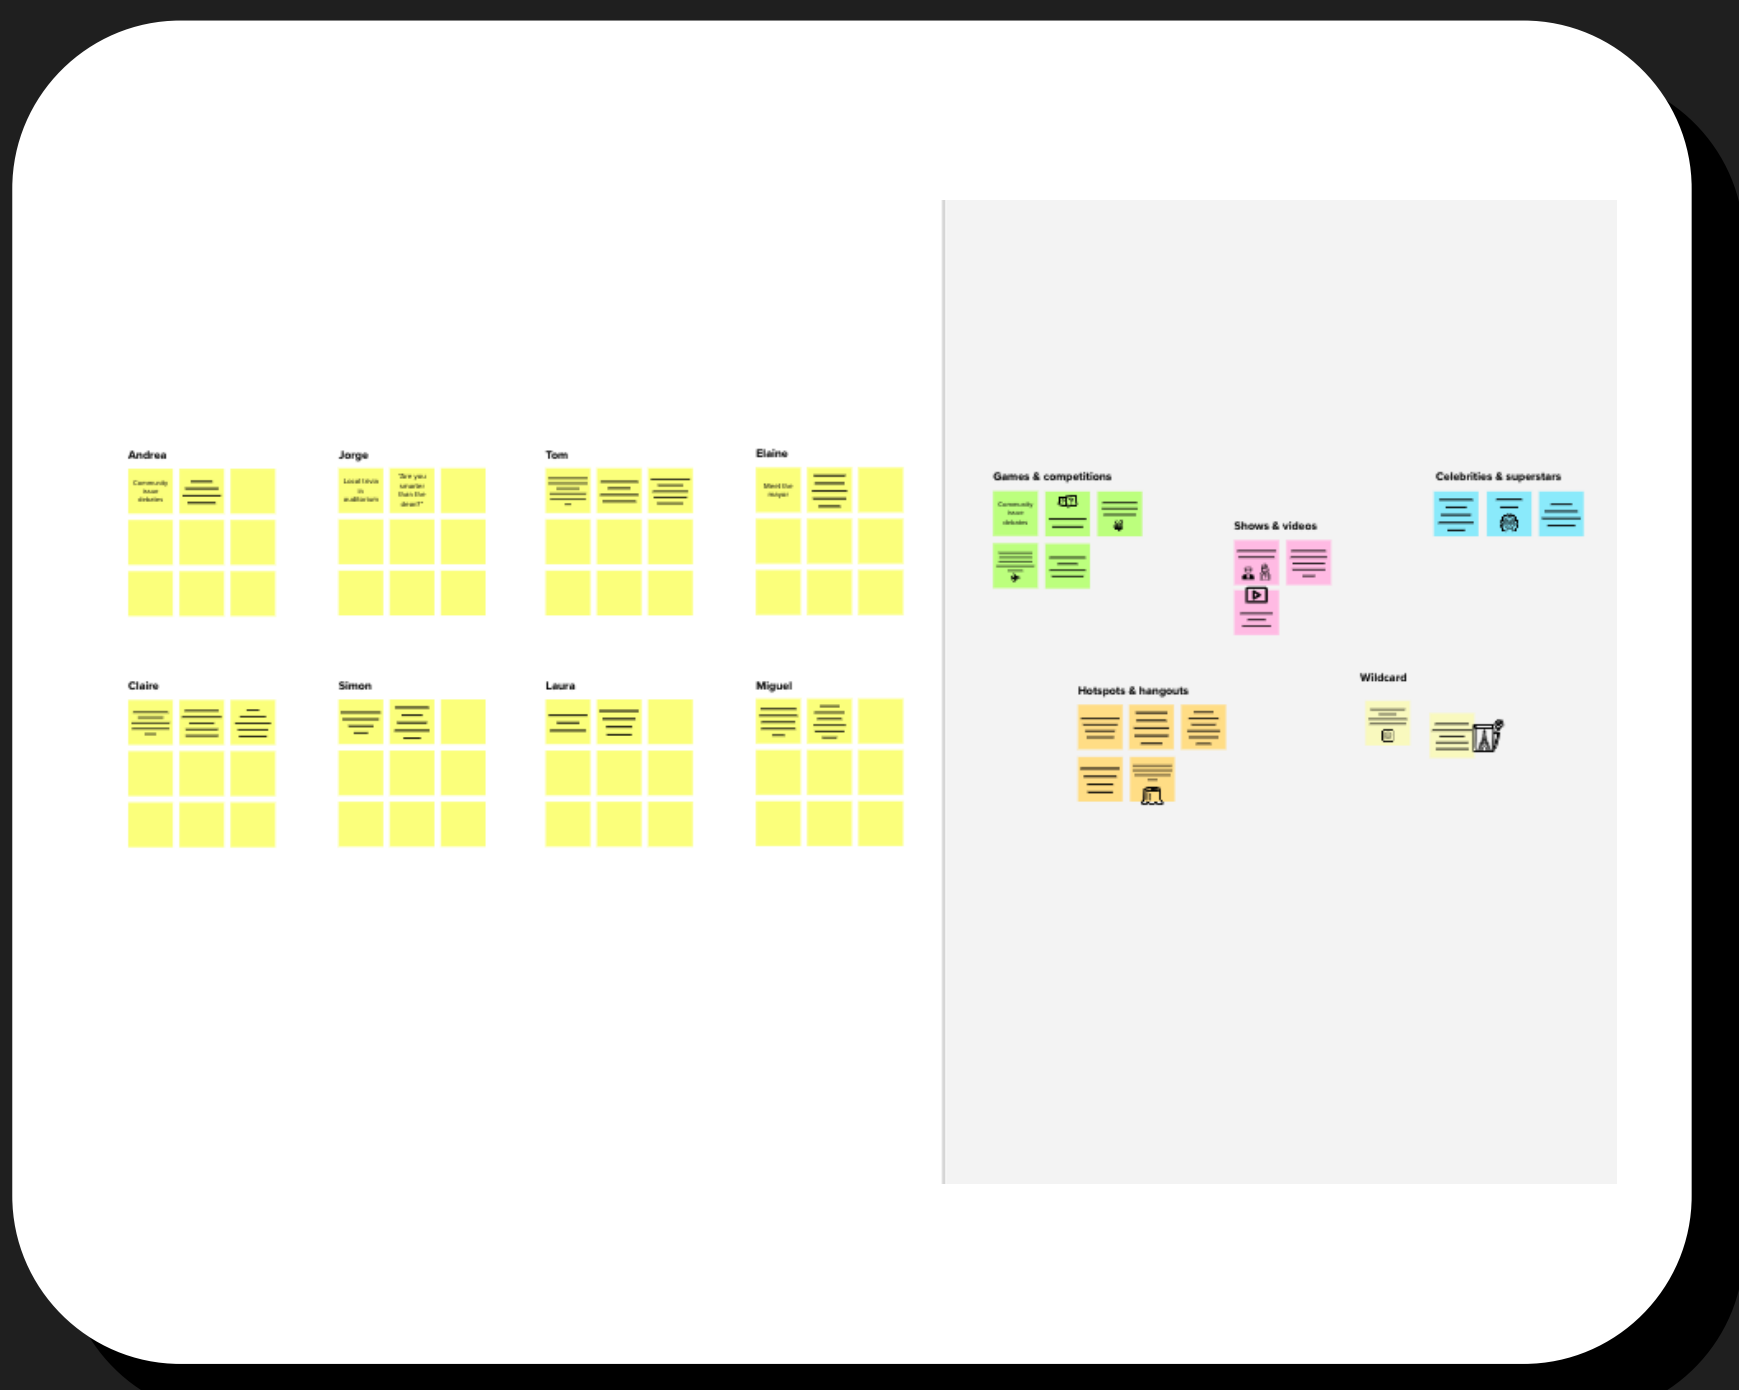 Andrea
Jorge
Tom
Elaine
Community
issue
debates
Local trivia
in
auditorium
"Are you
smarter
than the
dean?"
Meet the
mayor
Claire
Simon
Laura
Miguel
Games & competitions
Community
issue
debates
Shows & videos
Celebrities & superstars
Hotspots & hangouts
Wildcard